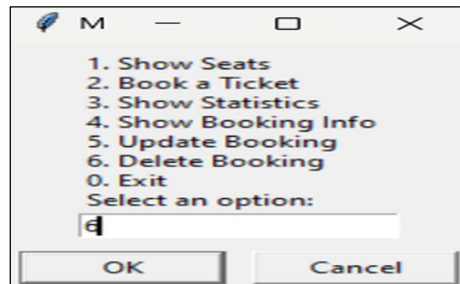 M
1. Show Seats
2. Book a Ticket
3. Show Statistics
4. Show Booking Info
5. Update Booking
6. Delete Booking
0. Exit
Select an option:
6
OK Cancel